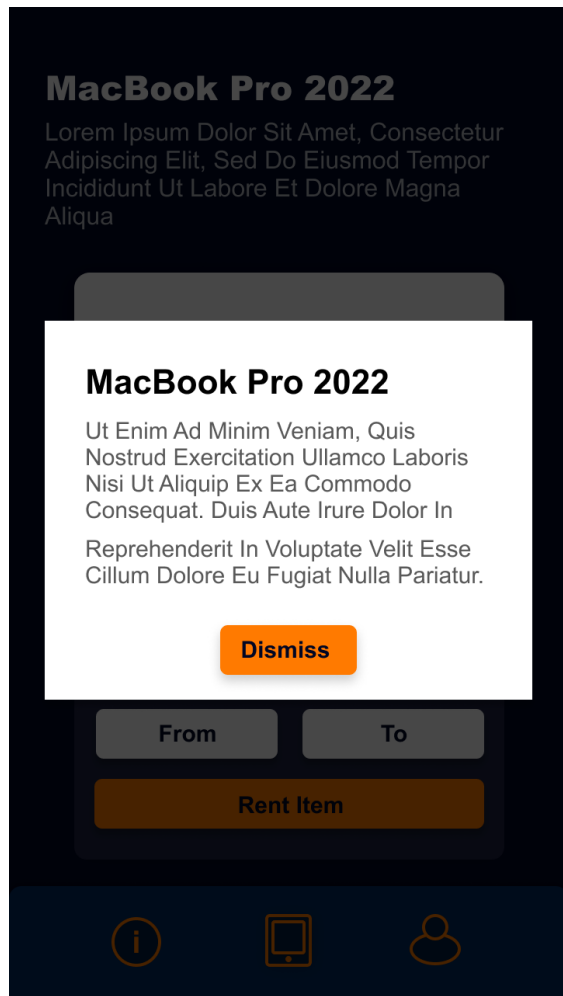 MacBook Pro 2022
Lorem Ipsum Dolor Sit Amet, Consectetur
Adipiscing Elit, Sed Do Eiusmod Tempor
Incididunt Ut Labore Et Dolore Magna
Aliqua
MacBook Pro 2022
Ut Enim Ad Minim Veniam, Quis
Nostrud Exercitation Ullamco Laboris
Nisi Ut Aliquip Ex Ea Commodo
Consequat. Duis Aute Irure Dolor In
Reprehenderit In Voluptate Velit Esse
Cillum Dolore Eu Fugiat Nulla Pariatur.
Dismiss
From To
Rent Item
i